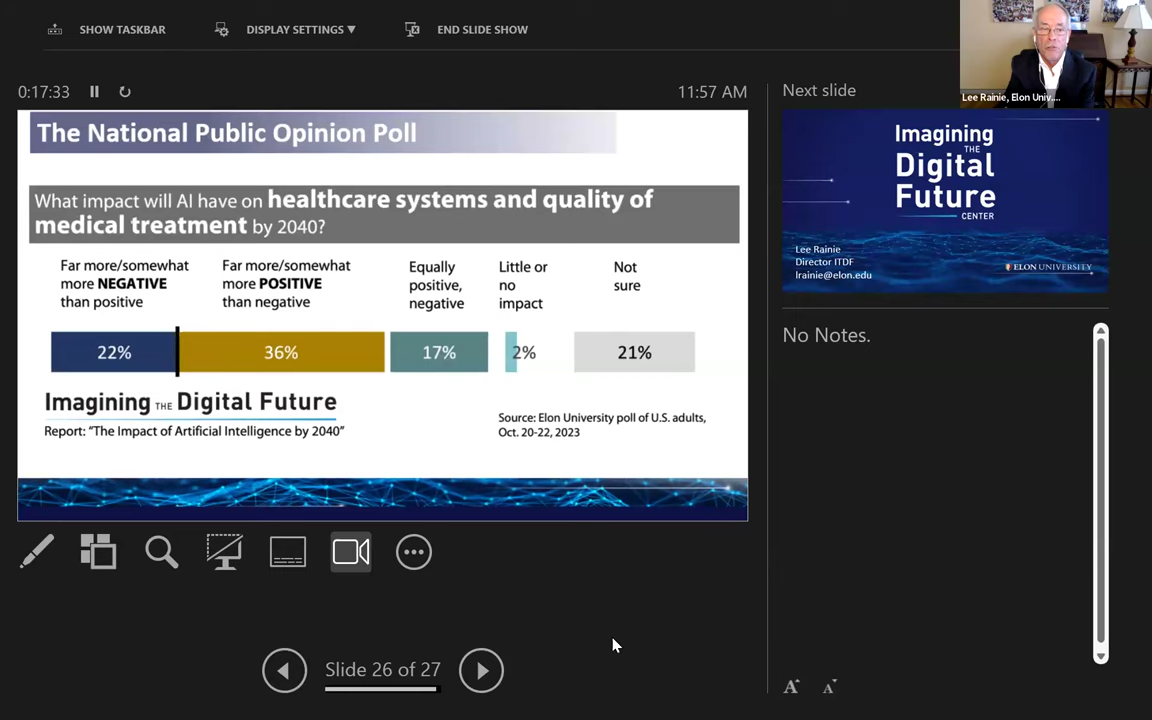 SHOW TASKBAR
DISPLAY SETTINGS ▼
END SLIDE SHOW
Lee Rainie, Elon Univ....
0:17:33
11:57 AM
Next slide
The National Public Opinion Poll
What impact will AI have on healthcare systems and quality of
medical treatment by 2040?
Far more/somewhat
more NEGATIVE
than positive
Far more/somewhat
more POSITIVE
than negative
Equally
positive,
negative
Little or
no
impact
Not
sure
22%
36%
17%
2%
21%
Imagining THE Digital Future
Report: “The Impact of Artificial Intelligence by 2040”
Source: Elon University poll of U.S. adults,
Oct. 20-22, 2023
Imagining
THE
Digital
Future
CENTER
Lee Rainie
Director ITDF
lrainie@elon.edu
ELON UNIVERSITY
No Notes.
Slide 26 of 27
A
A